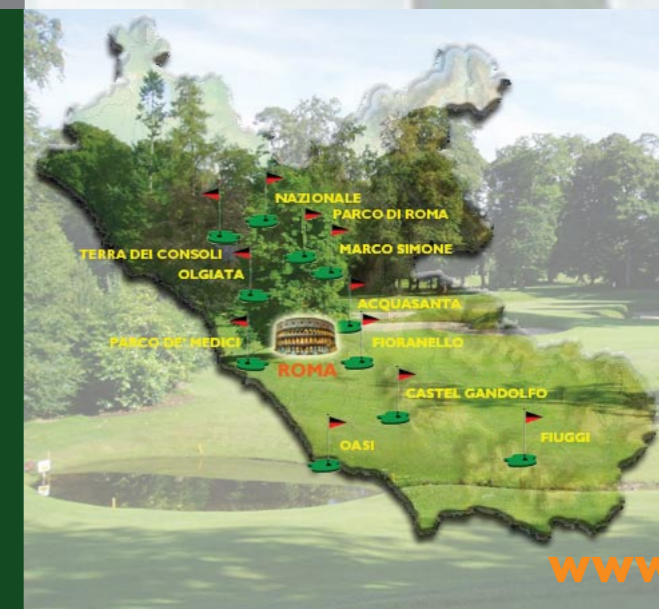 NAZIONALE
PARCO DI ROMA
TERRA DEI CONSOLI
MARCO SIMONE
OLGIATA
ACQUASANTA
PARCO DE' MEDICI
FIORANELLO
ROMA
CASTEL GANDOLFO
OASI
FIUGGI
www